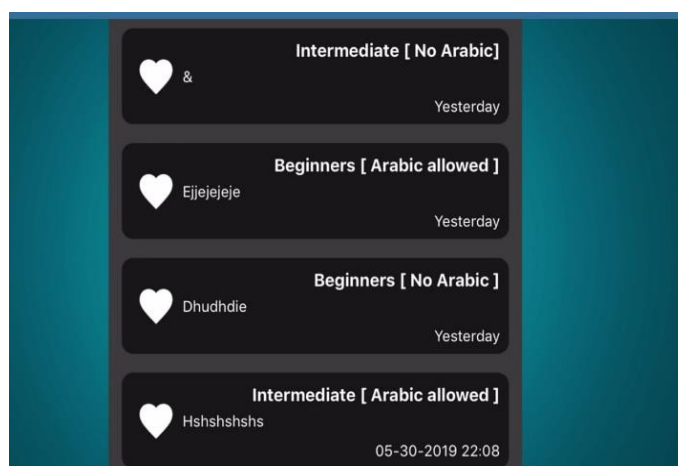 Intermediate [ No Arabic]
&
Yesterday
Beginners [ Arabic allowed ]
Ejjejejeje
Yesterday
Beginners [ No Arabic ]
Dhudhdie
Yesterday
Intermediate [ Arabic allowed ]
Hshshshshs
05-30-2019 22:08